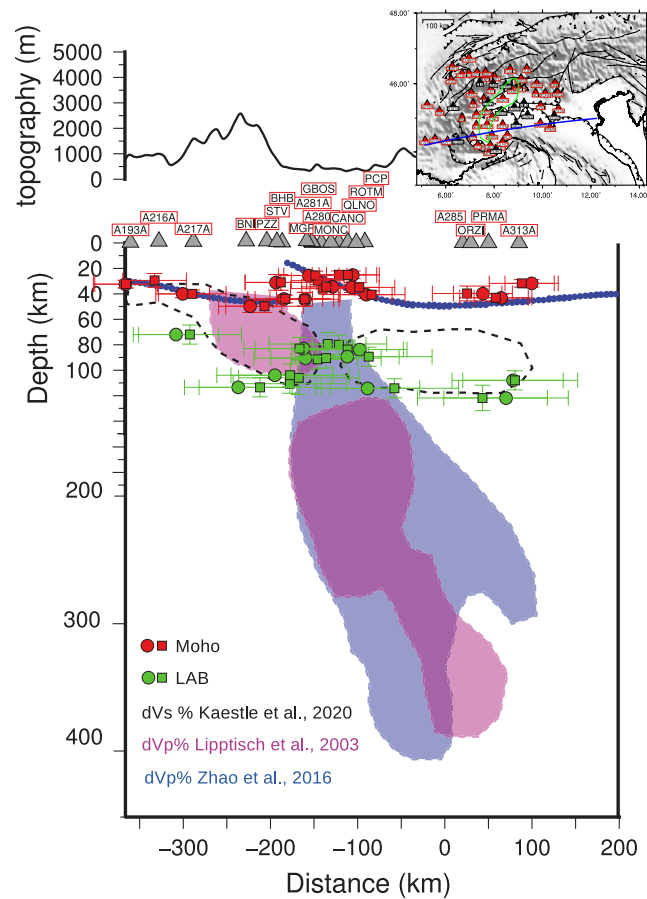 48.00˚
100 km
46.00˚
6.00˚
8.00˚
10.00˚
12.00˚
14.00˚
topography (m)
5000
4000
3000
2000
1000
0
PCP
GBOS
ROTM
BHB
A281A
QLNO
STV
A280
CANO
A285
PRMA
A193A
A216A
A217A
BNI
PZZ
MGF
MONC
ORZI
A313A
Depth (km)
0
20
40
60
80
100
200
300
400
Moho
LAB
dVs % Kaestle et al., 2020
dVp% Lipptisch et al., 2003
dVp% Zhao et al., 2016
−300
−200
−100
0
100
200
Distance (km)